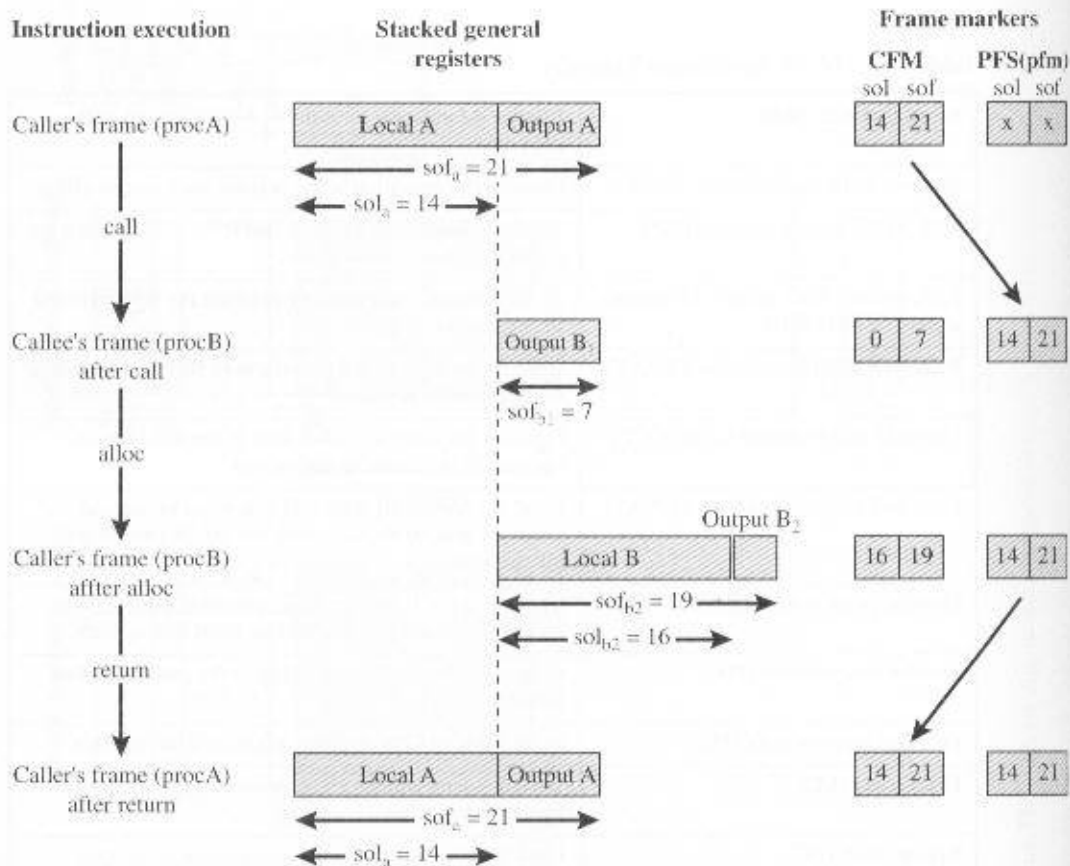 Instruction execution
Stacked general
registers
Frame markers
CFM
PFS(pfm)
sol sof
sol sof
Caller's frame (procA)
Local A
Output A
14 21
x x
sofa = 21
sola = 14
call
Callee's frame (procB)
after call
Output B1
0 7
14 21
sofb1 = 7
alloc
Output B2
Caller's frame (procB)
affter alloc
Local B
16 19
14 21
sofb2 = 19
solb2 = 16
return
Caller's frame (procA)
after return
Local A
Output A
14 21
14 21
sofa = 21
sola = 14